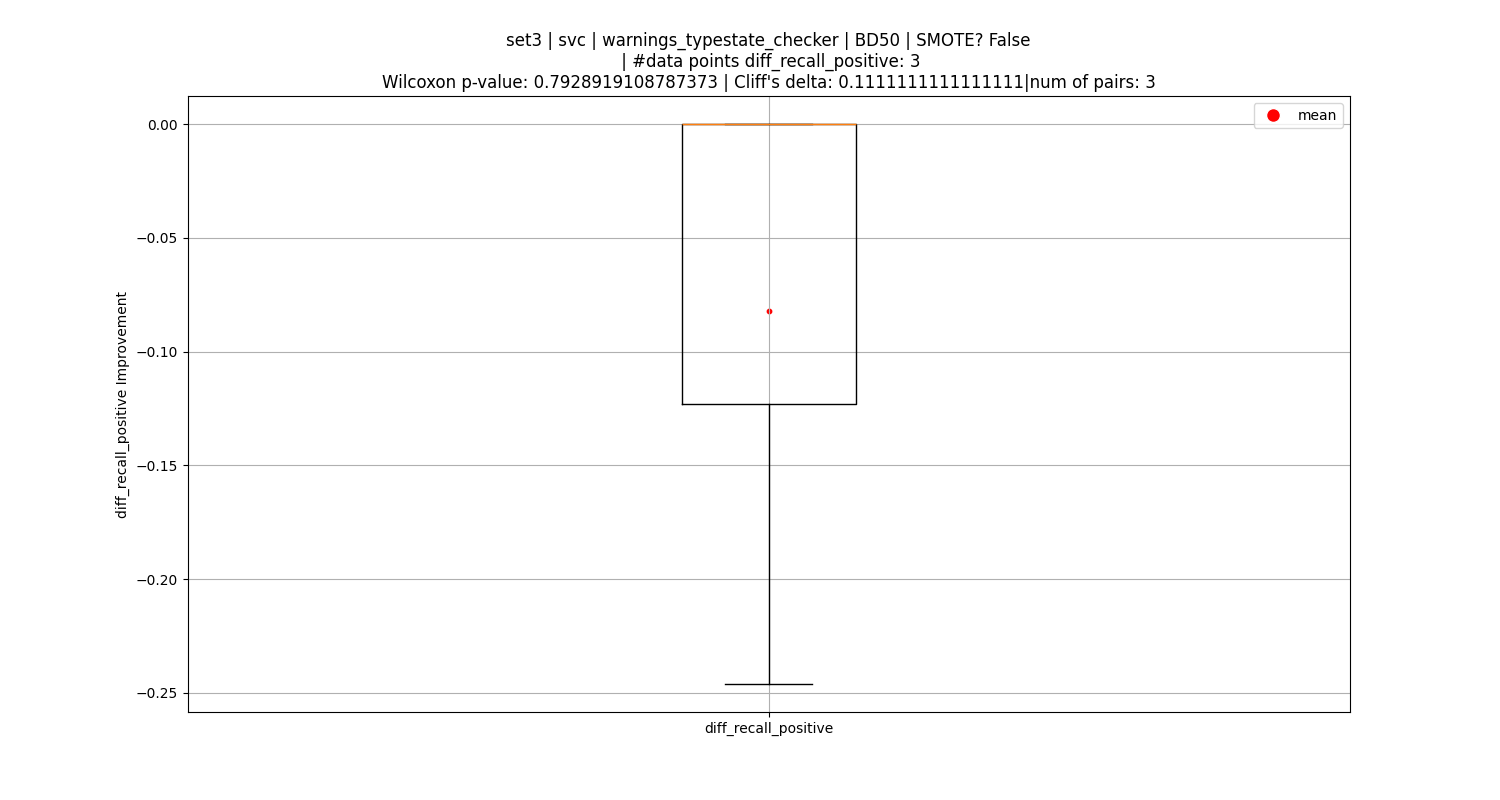 set3 | svc | warnings_typestate_checker | BD50 | SMOTE? False
| #data points diff_recall_positive: 3
Wilcoxon p-value: 0.7928919108787373 | Cliff's delta: 0.1111111111111111|num of pairs: 3
mean
0.00
−0.05
−0.10
−0.15
−0.20
−0.25
diff_recall_positive Improvement
diff_recall_positive